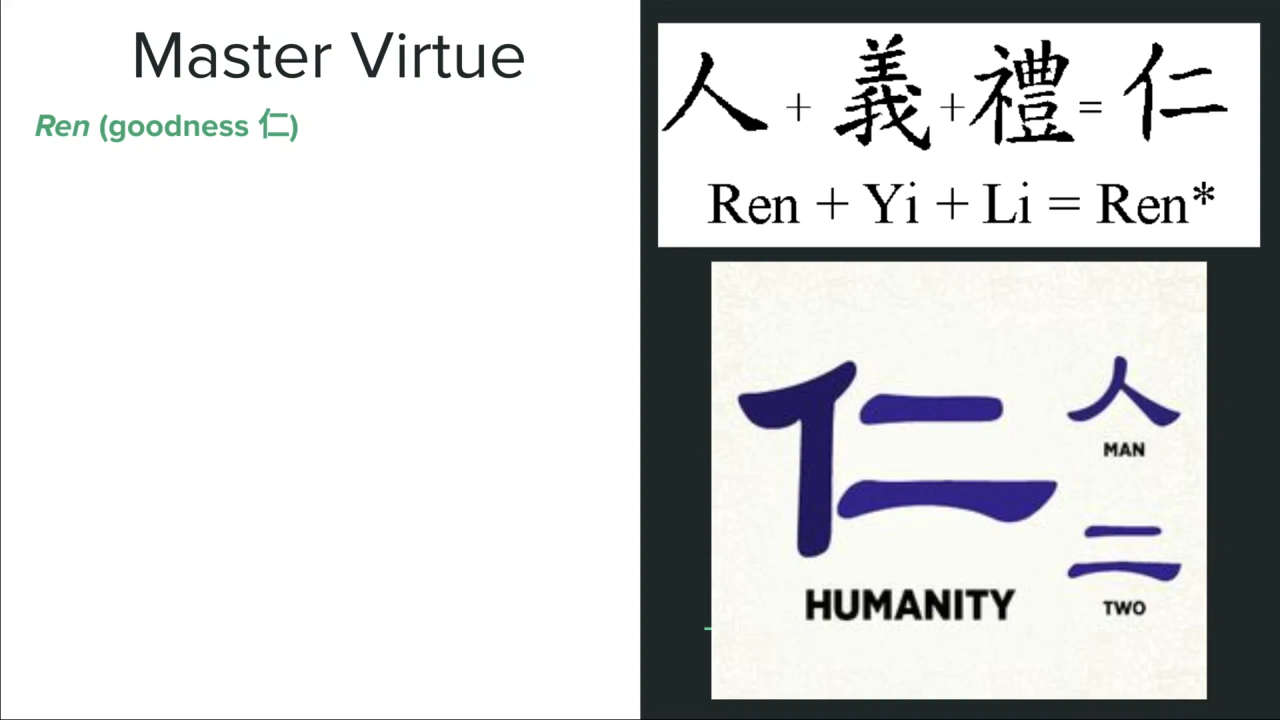 Master Virtue
Ren (goodness 仁)
人 + 義 + 禮 = 仁
Ren + Yi + Li = Ren*
仁
HUMANITY
人
MAN
二
TWO